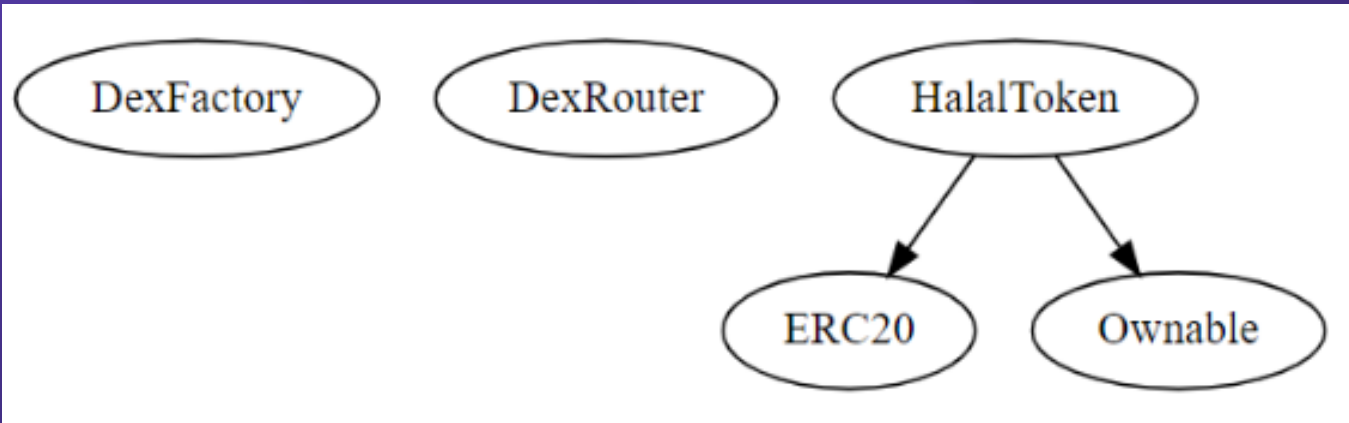 DexFactory
DexRouter
HalalToken
ERC20
Ownable